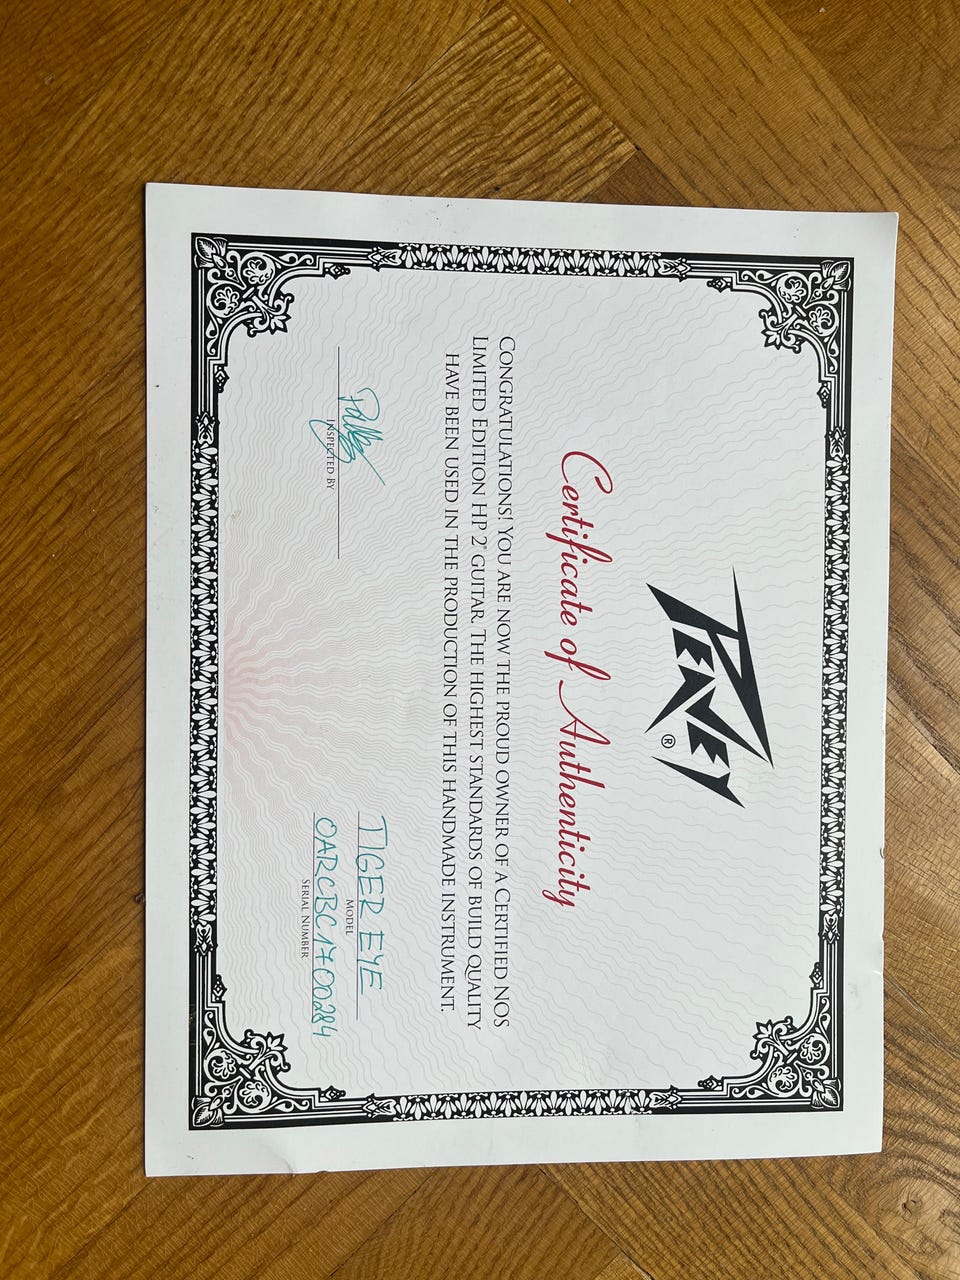 PEAVEY®
Certificate of Authenticity
Congratulations! You are now the proud owner of a Certified NOS
Limited Edition HP 2® guitar. The highest standards of build quality
have been used in the production of this handmade instrument.
TIGER EYE
Model
OARCBC1700284
Serial Number
Inspected by